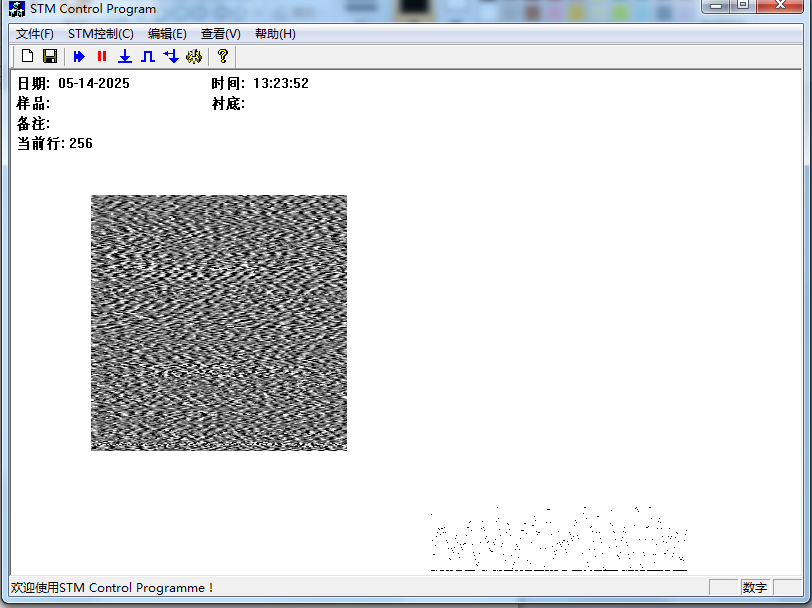 STM Control Program
文件(F) STM控制(C) 编辑(E) 查看(V) 帮助(H)
日期: 05-14-2025 时间: 13:23:52
样品: 衬底:
备注:
当前行: 256
欢迎使用STM Control Programme !
数字